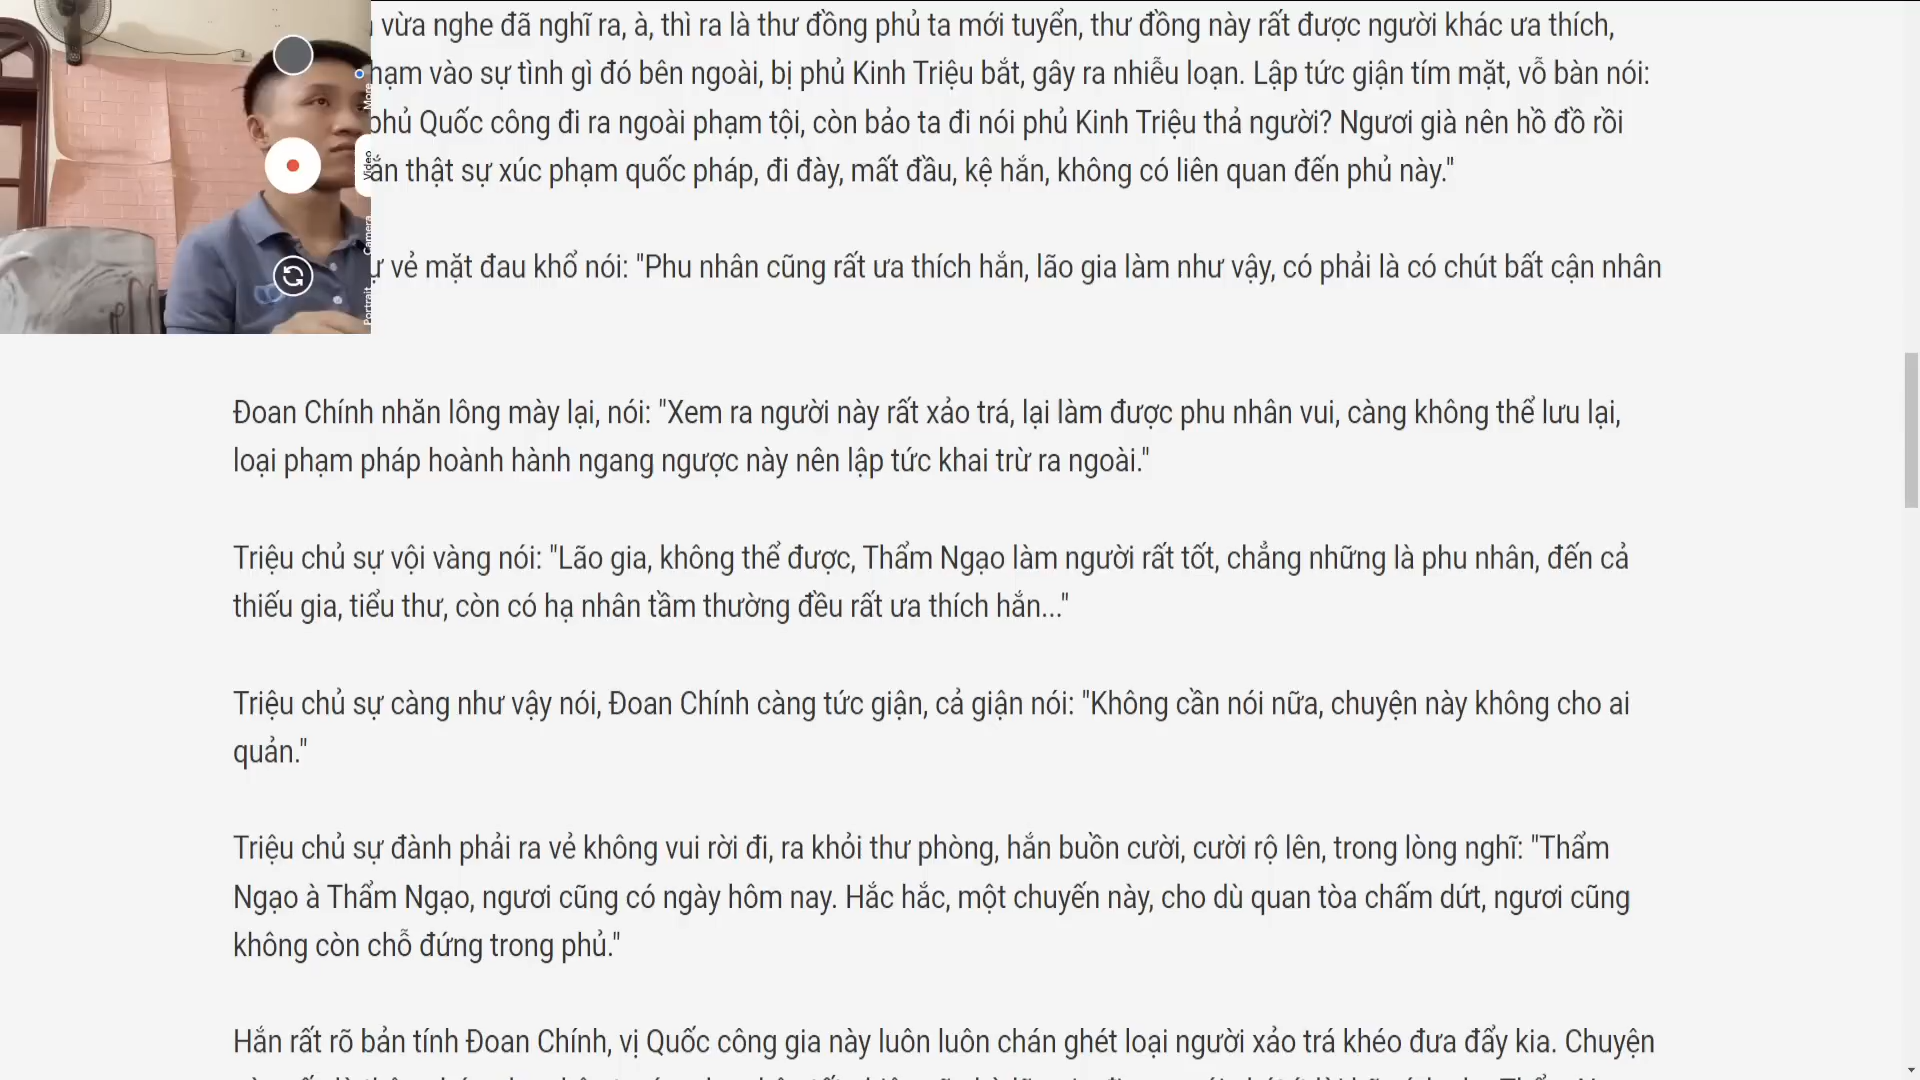 vừa nghe đã nghĩ ra, à, thì ra là thư đồng phủ ta mới tuyển, thư đồng này rất được người khác ưa thích,
More
vào sự tình gì đó bên ngoài, bị phủ Kinh Triệu bắt, gây ra nhiễu loạn. Lập tức giận tím mặt, vỗ bàn nói:
phủ Quốc công đi ra ngoài phạm tội, còn bảo ta đi nói phủ Kinh Triệu thả người? Ngươi già nên hồ đồ rồi
Video
thật sự xúc phạm quốc pháp, đi đày, mất đầu, kệ hắn, không có liên quan đến phủ này."
Camera
vẻ mặt đau khổ nói: "Phu nhân cũng rất ưa thích hắn, lão gia làm như vậy, có phải là có chút bất cận nhân
Portrait
Đoan Chính nhăn lông mày lại, nói: "Xem ra người này rất xảo trá, lại làm được phu nhân vui, càng không thể lưu lại,
loại phạm pháp hoành hành ngang ngược này nên lập tức khai trừ ra ngoài."
Triệu chủ sự vội vàng nói: "Lão gia, không thể được, Thẩm Ngạo làm người rất tốt, chẳng những là phu nhân, đến cả
thiếu gia, tiểu thư, còn có hạ nhân tầm thường đều rất ưa thích hắn..."
Triệu chủ sự càng như vậy nói, Đoan Chính càng tức giận, cả giận nói: "Không cần nói nữa, chuyện này không cho ai
quản."
Triệu chủ sự đành phải ra vẻ không vui rời đi, ra khỏi thư phòng, hắn buồn cười, cười rộ lên, trong lòng nghĩ: "Thẩm
Ngạo à Thẩm Ngạo, ngươi cũng có ngày hôm nay. Hắc hắc, một chuyến này, cho dù quan tòa chấm dứt, ngươi cũng
không còn chỗ đứng trong phủ."
Hắn rất rõ bản tính Đoan Chính, vị Quốc công gia này luôn luôn chán ghét loại người xảo trá khéo đưa đẩy kia. Chuyện